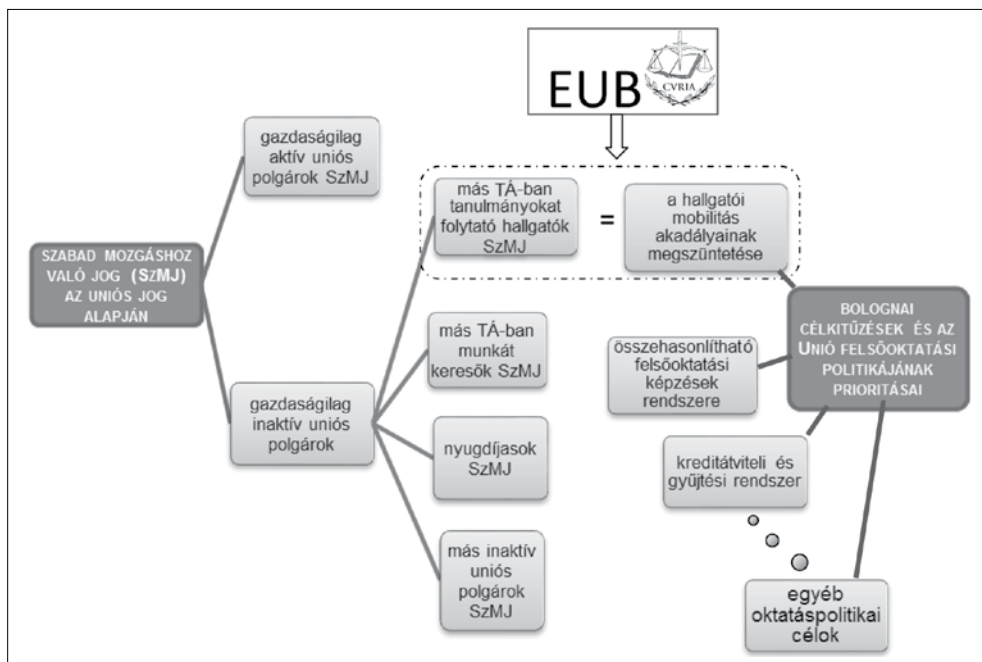 EUB
CVRIA
gazdaságilag
aktív uniós
polgárok SzMJ
más TÁ-ban
tanulmányokat
folytató hallgatók
SzMJ
=
a hallgatói
mobilitás
akadályainak
megszüntetése
SZABAD MOZGÁSHOZ
VALÓ JOG (SZMJ)
AZ UNIÓS JOG
ALAPJÁN
BOLOGNAI
CÉLKITŰZÉSEK ÉS AZ
UNIÓ FELSŐOKTATÁSI
POLITIKÁJÁNAK
PRIORITÁSAI
más TÁ-ban
munkát
keresők SzMJ
összehasonlítható
felsőoktatási
képzések
rendszere
gazdaságilag
inaktív uniós
polgárok
nyugdíjasok
SzMJ
kreditátviteli és
gyűjtési rendszer
más inaktív
uniós
polgárok
SzMJ
egyéb
oktatáspolitikai
célok